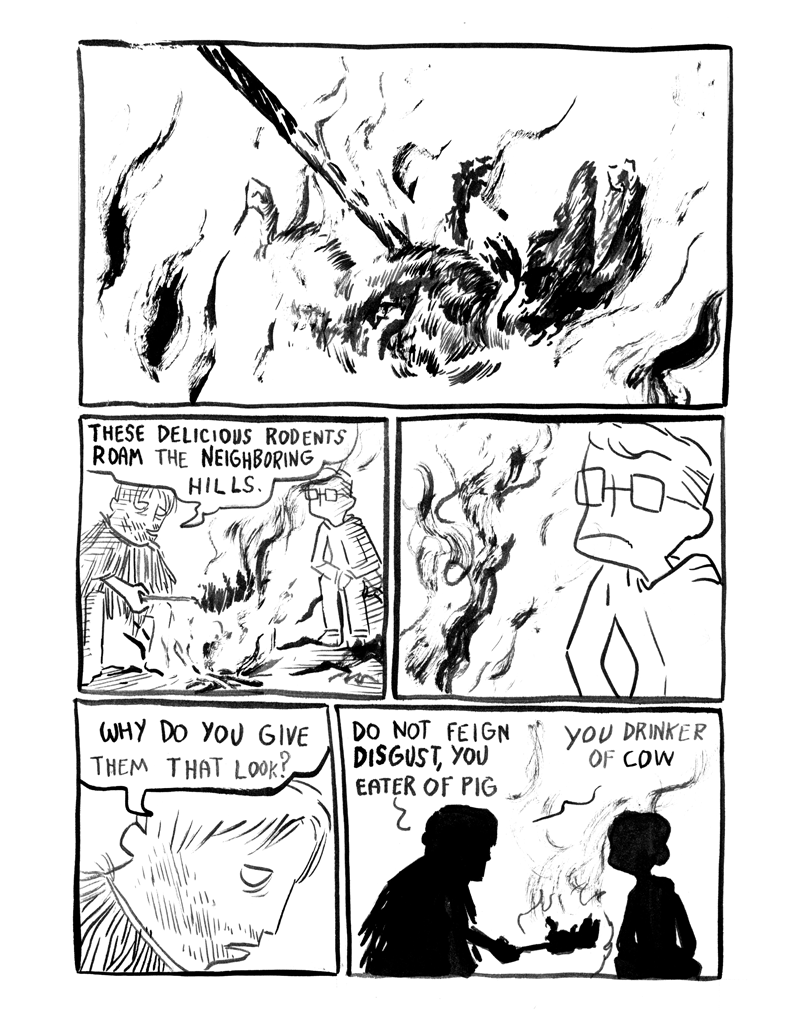 THESE DELICIOUS RODENTS
ROAM THE NEIGHBORING
HILLS.
WHY DO YOU GIVE
THEM THAT LOOK?
DO NOT FEIGN
DISGUST, YOU
EATER OF PIG
YOU DRINKER
OF COW